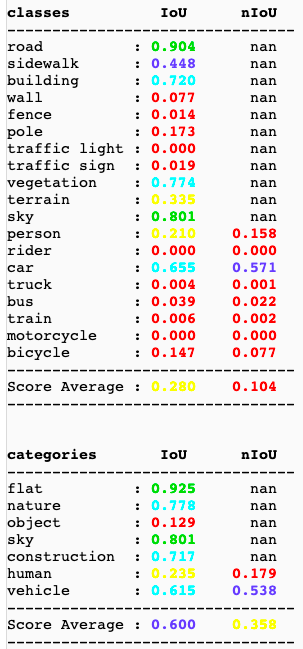 classes IoU nIoU
--------------------------------
road : 0.904 nan
sidewalk : 0.448 nan
building : 0.720 nan
wall : 0.077 nan
fence : 0.014 nan
pole : 0.173 nan
traffic light : 0.000 nan
traffic sign : 0.019 nan
vegetation : 0.774 nan
terrain : 0.335 nan
sky : 0.801 nan
person : 0.210 0.158
rider : 0.000 0.000
car : 0.655 0.571
truck : 0.004 0.001
bus : 0.039 0.022
train : 0.006 0.002
motorcycle : 0.000 0.000
bicycle : 0.147 0.077
--------------------------------
Score Average : 0.280 0.104
--------------------------------
categories IoU nIoU
--------------------------------
flat : 0.925 nan
nature : 0.778 nan
object : 0.129 nan
sky : 0.801 nan
construction : 0.717 nan
human : 0.235 0.179
vehicle : 0.615 0.538
--------------------------------
Score Average : 0.600 0.358
--------------------------------